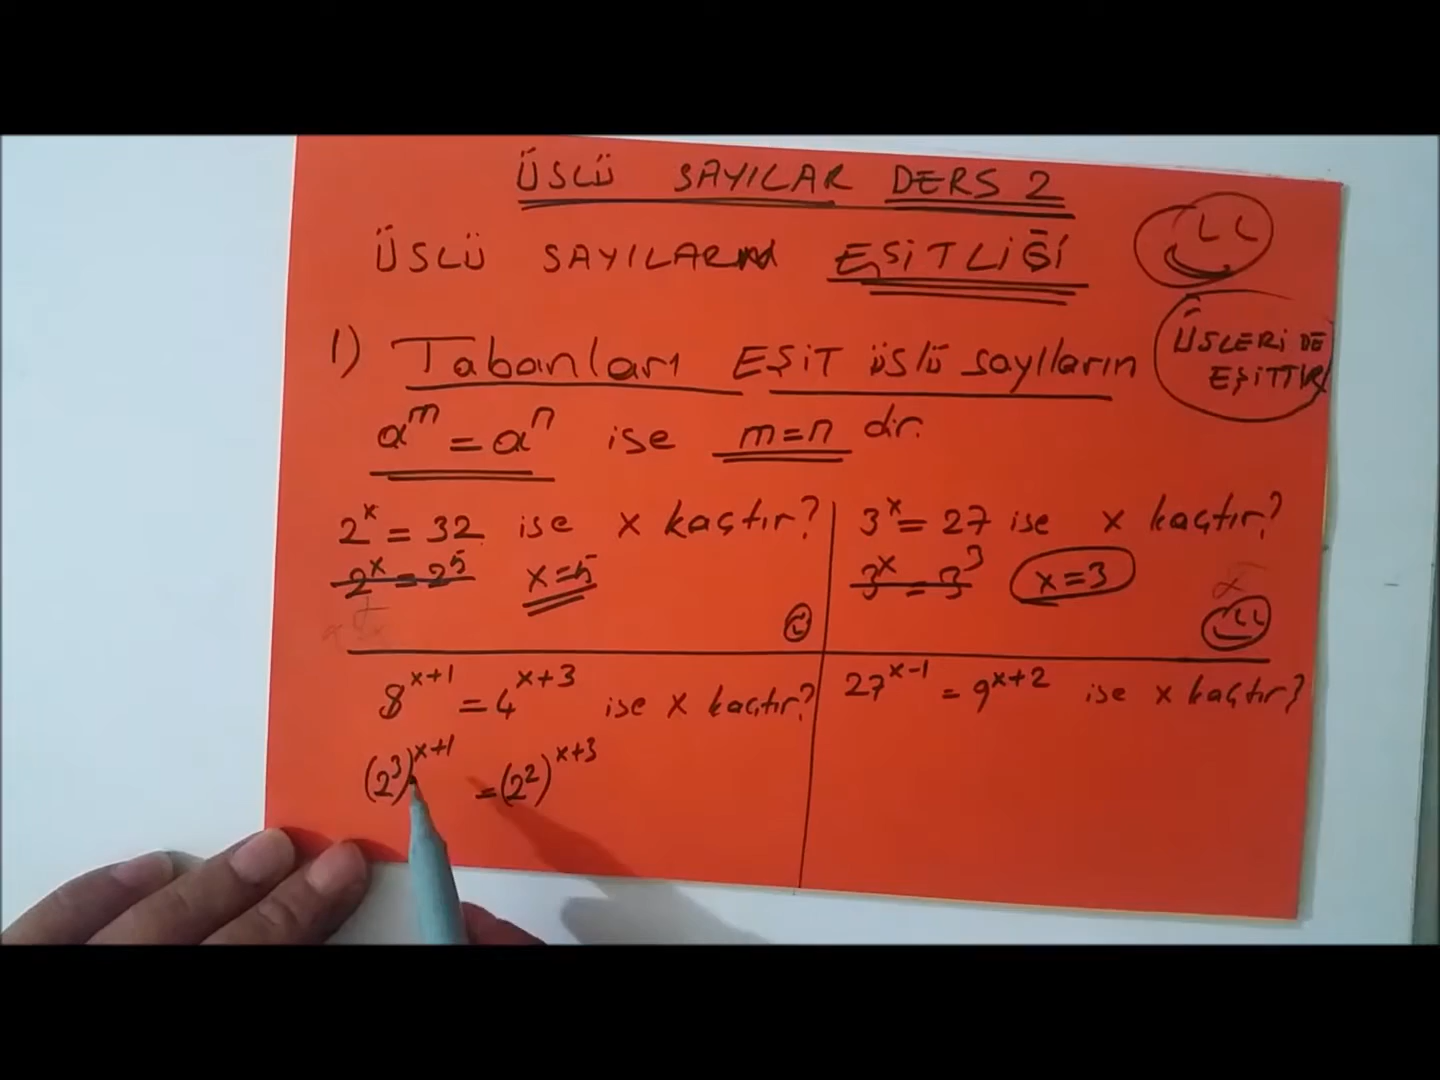 ÜSLÜ SAYILAR DERS 2
ÜSLÜ SAYILARIN EŞİTLİĞİ
1) Tabanları EŞİT üslü sayılların
ÜSLERİ DE
EŞİTTİR
a^m = a^n ise m=n dir.
2^x = 32 ise x kaçtır?
2^x = 2^5 x=5
3^x = 27 ise x kaçtır?
3^x = 3^3 x=3
8^x+1 = 4^x+3 ise x kaçtır?
(2^3)^x+1 = (2^2)^x+3
27^x-1 = 9^x+2 ise x kaçtır?